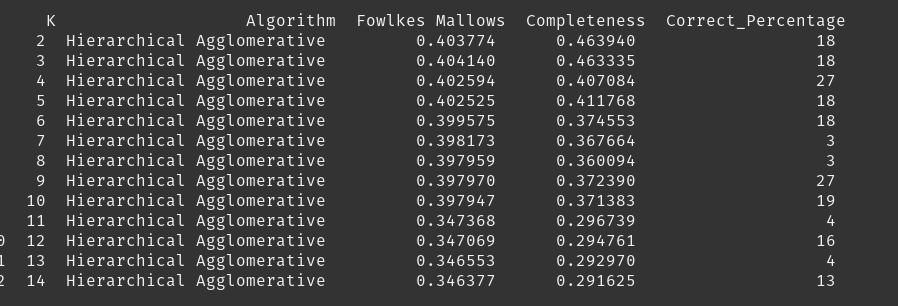 K Algorithm Fowlkes Mallows Completeness Correct_Percentage
2 Hierarchical Agglomerative 0.403774 0.463940 18
3 Hierarchical Agglomerative 0.404140 0.463335 18
4 Hierarchical Agglomerative 0.402594 0.407084 27
5 Hierarchical Agglomerative 0.402525 0.411768 18
6 Hierarchical Agglomerative 0.399575 0.374553 18
7 Hierarchical Agglomerative 0.398173 0.367664 3
8 Hierarchical Agglomerative 0.397959 0.360094 3
9 Hierarchical Agglomerative 0.397970 0.372390 27
10 Hierarchical Agglomerative 0.397947 0.371383 19
11 Hierarchical Agglomerative 0.347368 0.296739 4
0 12 Hierarchical Agglomerative 0.347069 0.294761 16
1 13 Hierarchical Agglomerative 0.346553 0.292970 4
2 14 Hierarchical Agglomerative 0.346377 0.291625 13